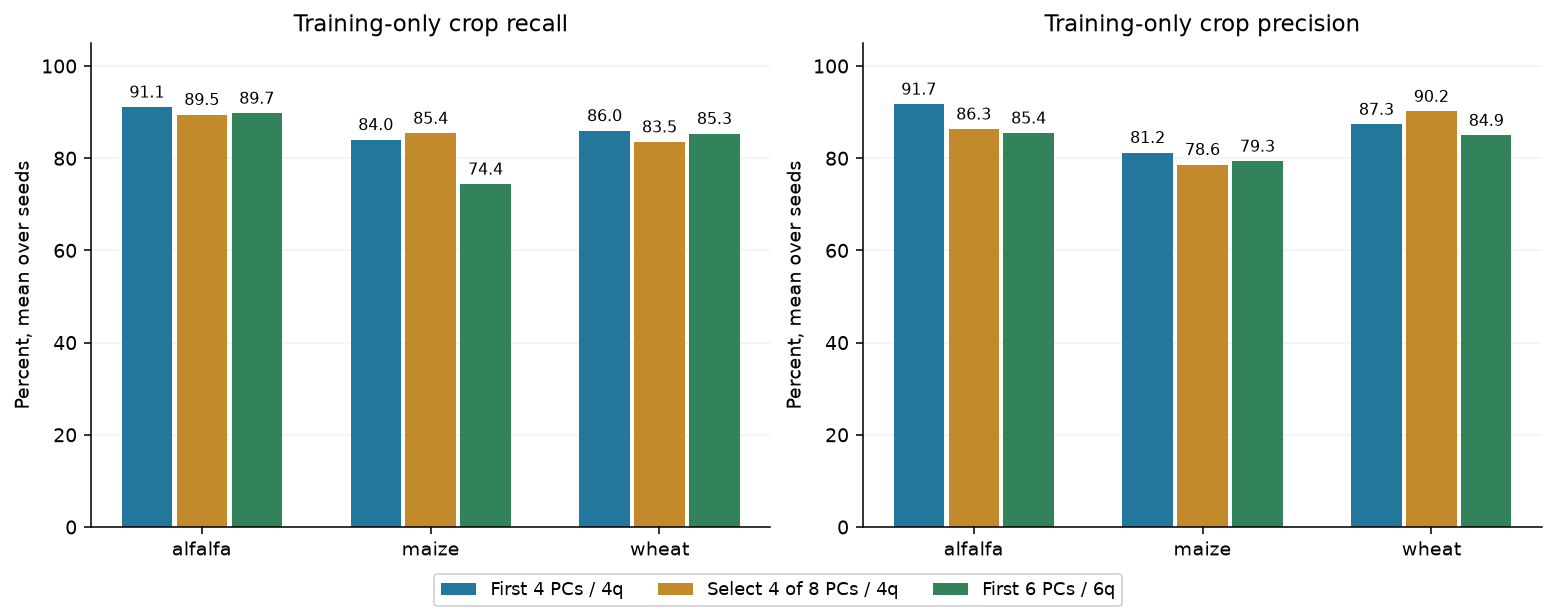 Training-only crop recall
Percent, mean over seeds
100
80
60
40
20
0
91.1
89.5
89.7
84.0
85.4
74.4
86.0
83.5
85.3
alfalfa
maize
wheat
Training-only crop precision
Percent, mean over seeds
100
80
60
40
20
0
91.7
86.3
85.4
81.2
78.6
79.3
87.3
90.2
84.9
alfalfa
maize
wheat
First 4 PCs / 4q
Select 4 of 8 PCs / 4q
First 6 PCs / 6q